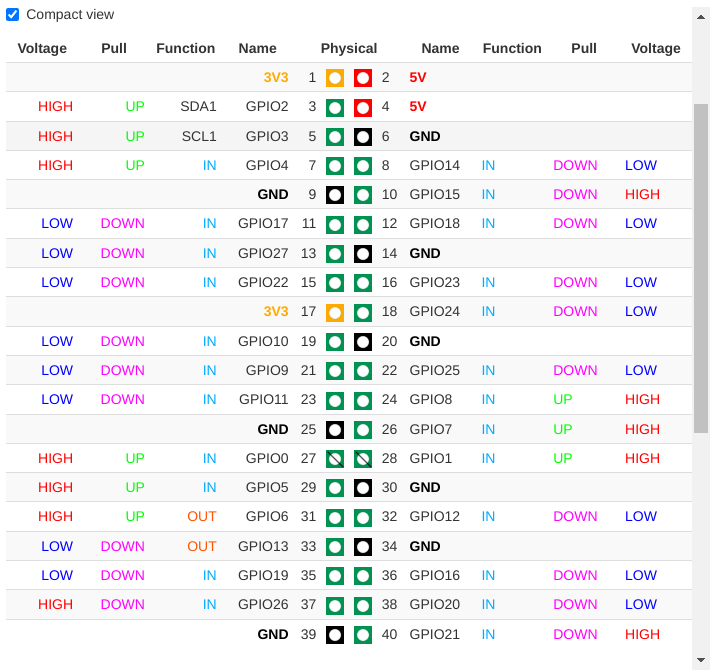 Compact view
Voltage Pull Function Name Physical Name Function Pull Voltage
3V3 1 2 5V
HIGH UP SDA1 GPIO2 3 4 5V
HIGH UP SCL1 GPIO3 5 6 GND
HIGH UP IN GPIO4 7 8 GPIO14 IN DOWN LOW
GND 9 10 GPIO15 IN DOWN HIGH
LOW DOWN IN GPIO17 11 12 GPIO18 IN DOWN LOW
LOW DOWN IN GPIO27 13 14 GND
LOW DOWN IN GPIO22 15 16 GPIO23 IN DOWN LOW
3V3 17 18 GPIO24 IN DOWN LOW
LOW DOWN IN GPIO10 19 20 GND
LOW DOWN IN GPIO9 21 22 GPIO25 IN DOWN LOW
LOW DOWN IN GPIO11 23 24 GPIO8 IN UP HIGH
GND 25 26 GPIO7 IN UP HIGH
HIGH UP IN GPIO0 27 28 GPIO1 IN UP HIGH
HIGH UP IN GPIO5 29 30 GND
HIGH UP OUT GPIO6 31 32 GPIO12 IN DOWN LOW
LOW DOWN OUT GPIO13 33 34 GND
LOW DOWN IN GPIO19 35 36 GPIO16 IN DOWN LOW
HIGH DOWN IN GPIO26 37 38 GPIO20 IN DOWN LOW
GND 39 40 GPIO21 IN DOWN HIGH